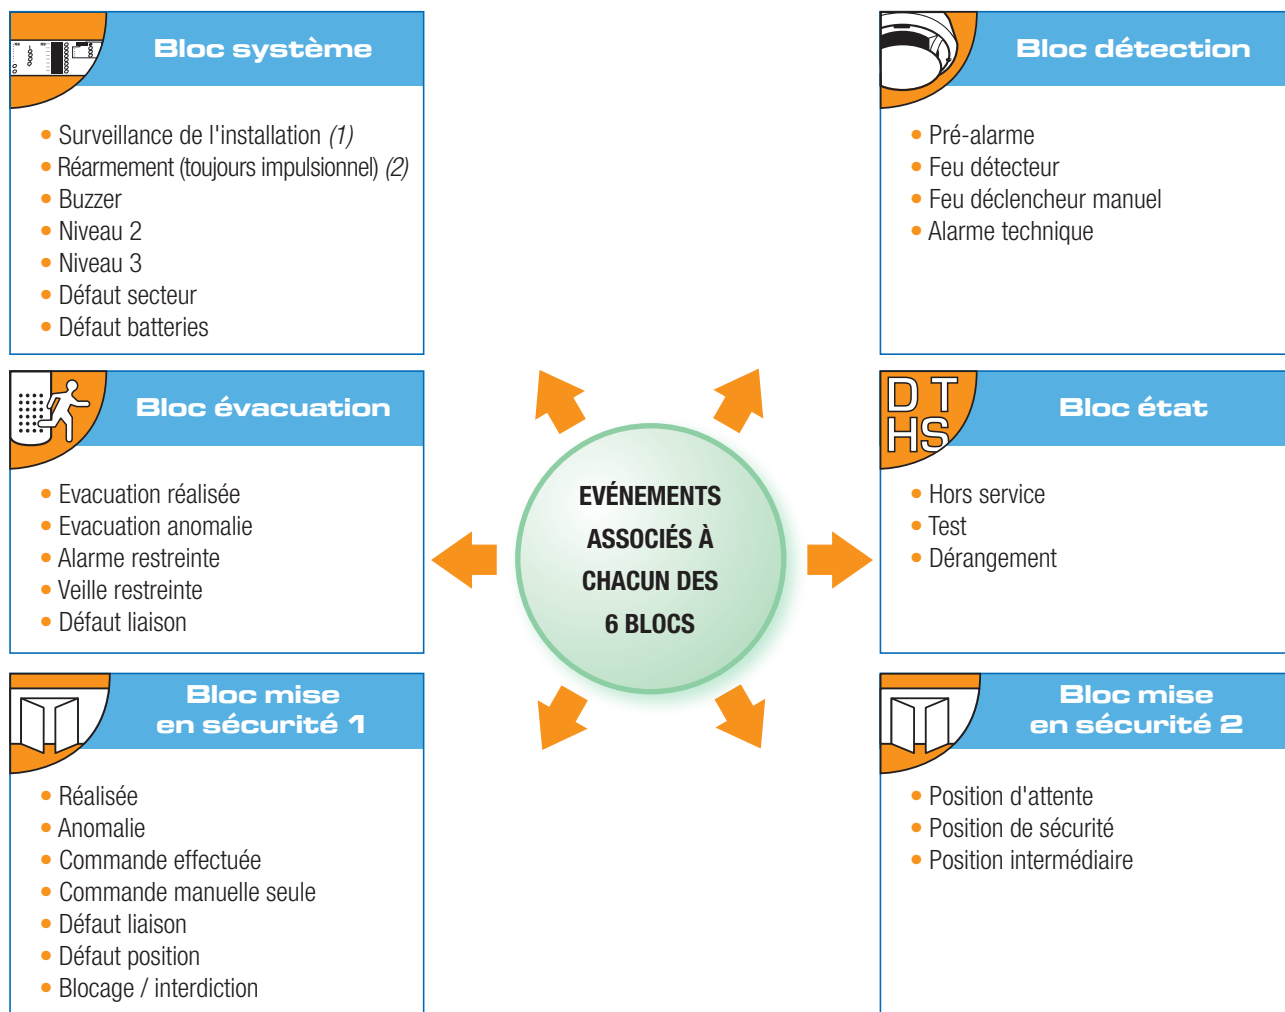 Bloc système
• Surveillance de l'installation (1)
• Réarmement (toujours impulsionnel) (2)
• Buzzer
• Niveau 2
• Niveau 3
• Défaut secteur
• Défaut batteries
Bloc détection
• Pré-alarme
• Feu détecteur
• Feu déclencheur manuel
• Alarme technique
Bloc évacuation
• Evacuation réalisée
• Evacuation anomalie
• Alarme restreinte
• Veille restreinte
• Défaut liaison
EVÉNEMENTS
ASSOCIÉS À
CHACUN DES
6 BLOCS
D T
HS
Bloc état
• Hors service
• Test
• Dérangement
Bloc mise
en sécurité 1
• Réalisée
• Anomalie
• Commande effectuée
• Commande manuelle seule
• Défaut liaison
• Défaut position
• Blocage / interdiction
Bloc mise
en sécurité 2
• Position d'attente
• Position de sécurité
• Position intermédiaire